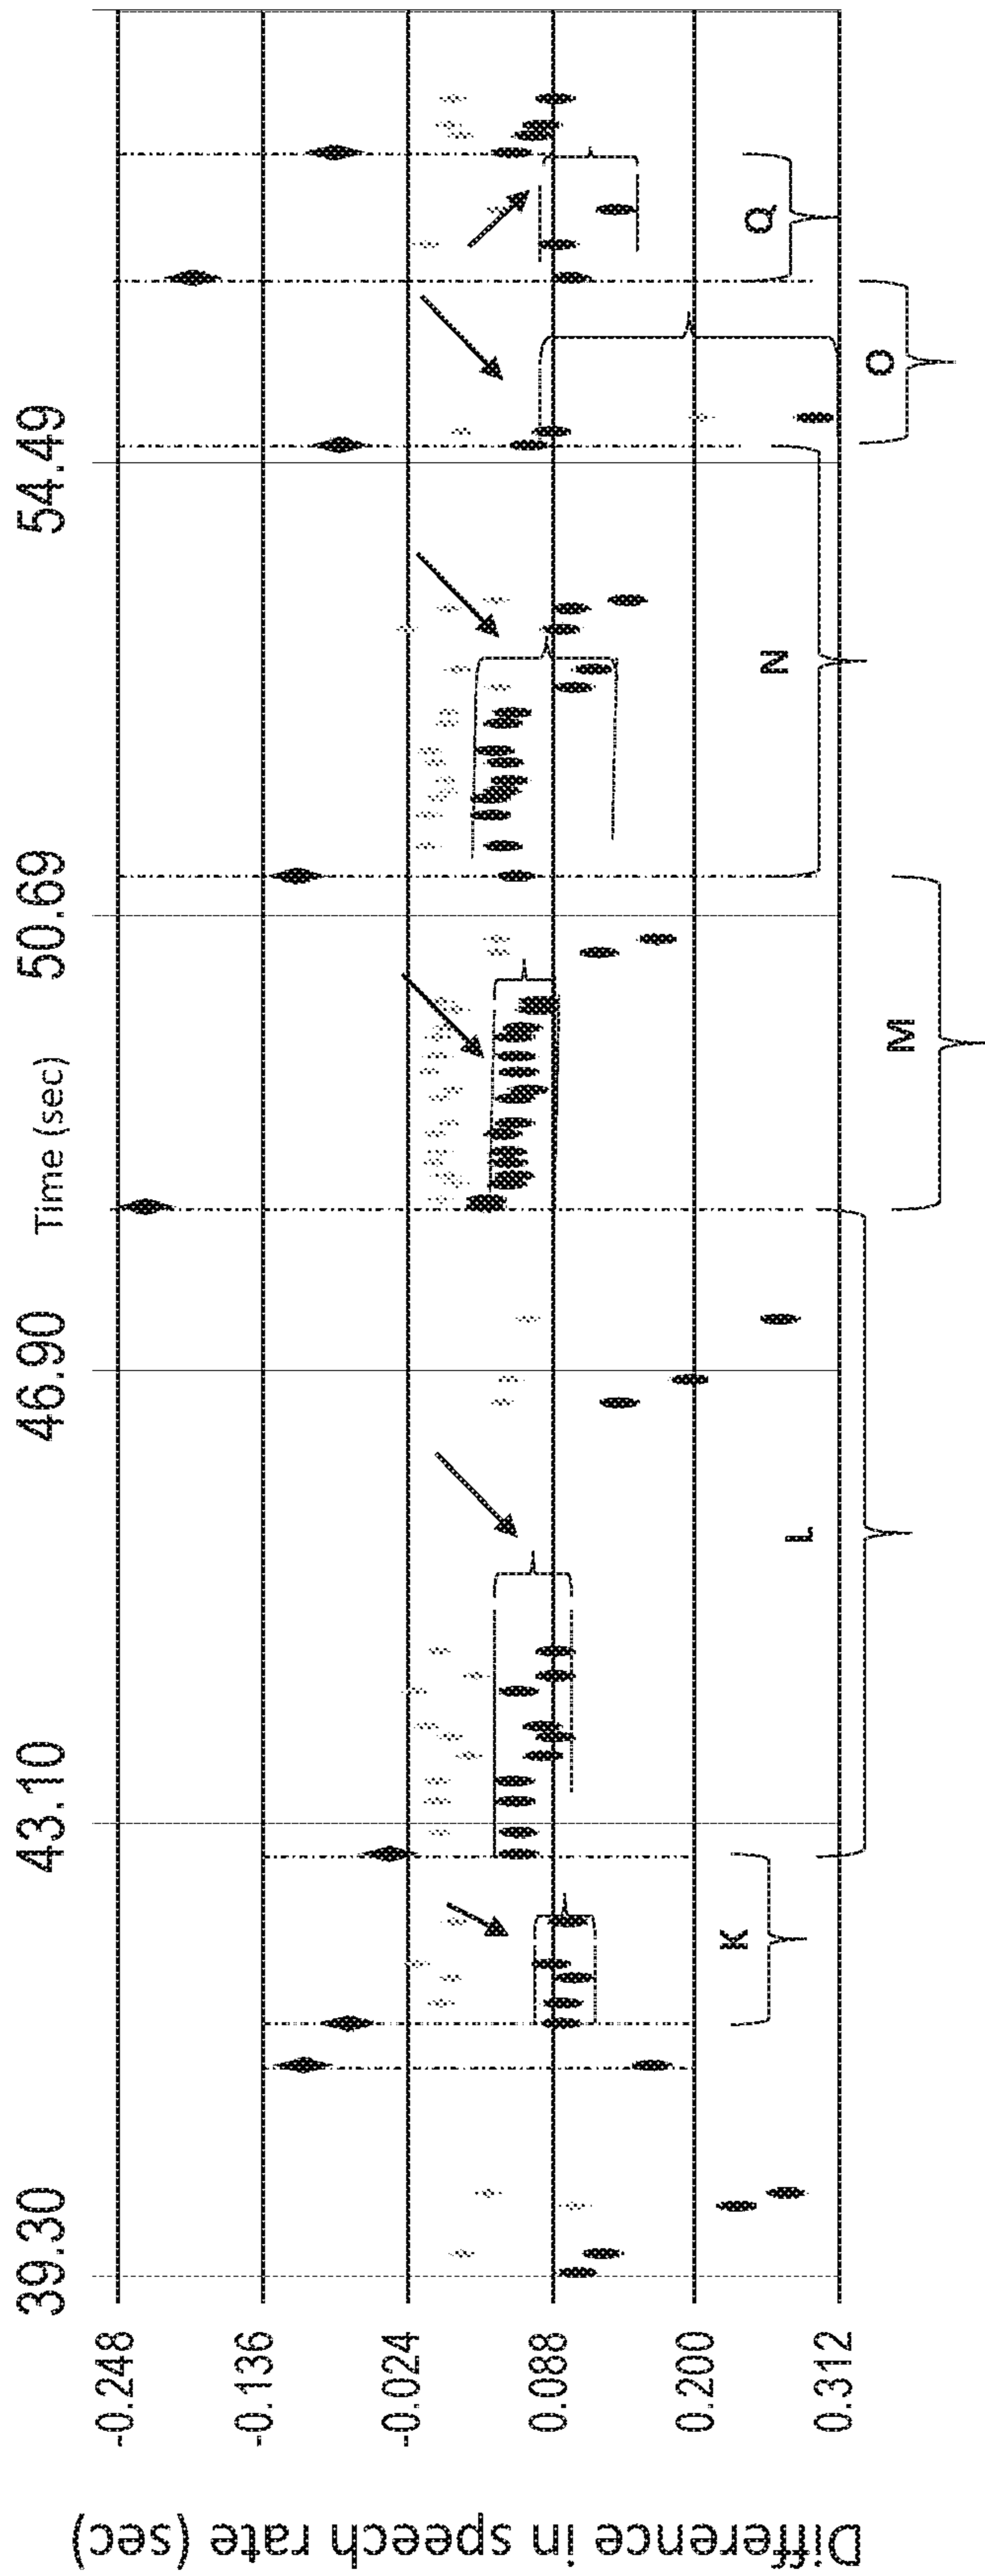 39.30 43.10 46.90 50.69 54.49
Time (sec)
-0.248
-0.136
-0.024
0.088
0.200
0.312
Difference in speech rate (sec)
K
L
M
N
O
Q